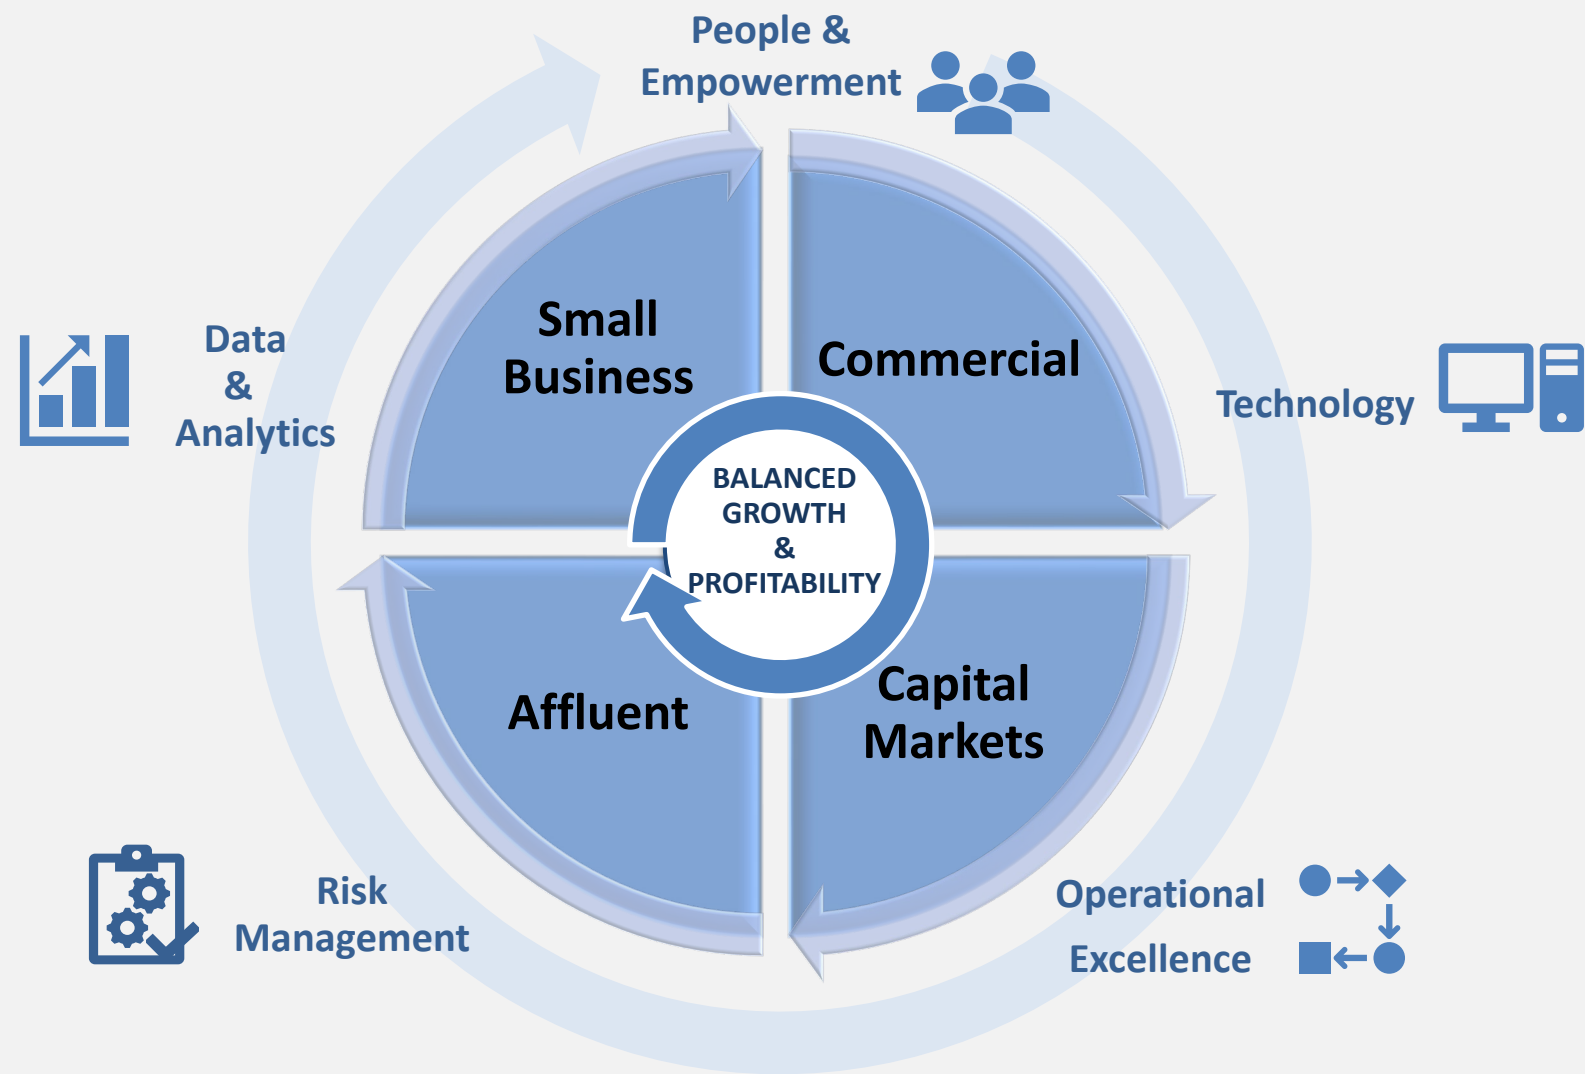 People &
Empowerment
Small
Business
Commercial
Data
&
Analytics
Technology
BALANCED
GROWTH
&
PROFITABILITY
Affluent
Capital
Markets
Risk
Management
Operational
Excellence